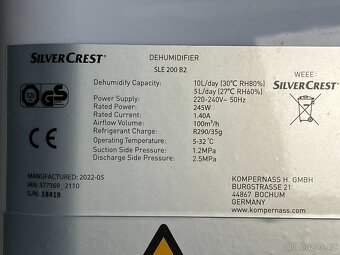 SILVERCREST
DEHUMIDIFIER
SLE 200 B2
Dehumidify Capacity: 10L/day (30℃ RH80%)
5L/day (27℃ RH60%)
Power Supply: 220-240V~ 50Hz
Rated Power: 245W
Rated Current: 1.40A
Airflow Volume: 100m³/h
Refrigerant Charge: R290/35g
Operating Temperature: 5-32 ℃
Suction Side Pressure: 1.2MPa
Discharge Side Pressure: 2.5MPa
WEEE:
SILVERCREST
GS
CE
MANUFACTURED: 2022-05
IAN: 377369_2110
S/N: 18419
KOMPERNASS H. GMBH
BURGSTRASSE 21
44867 BOCHUM
GERMANY
www.kompernass.com